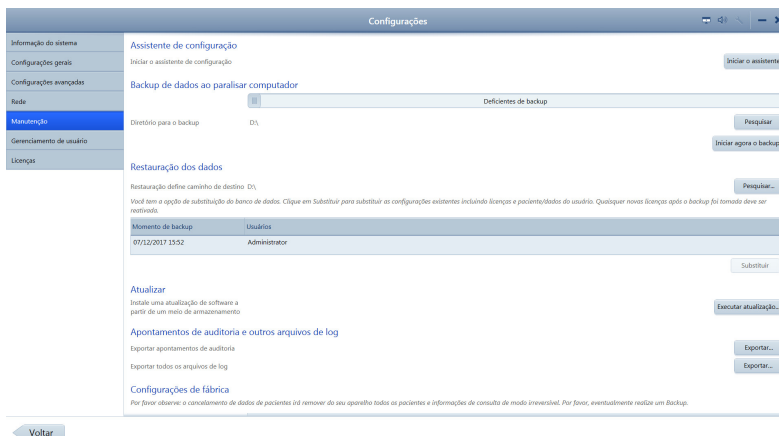 Configurações
Informação do sistema
Configurações gerais
Configurações avançadas
Rede
Manutenção
Gerenciamento de usuário
Licenças
Assistente de configuração
Iniciar o assistente de configuração
Iniciar o assistente
Backup de dados ao paralisar computador
Deficientes de backup
Diretório para o backup D:\,
Pesquisar
Iniciar agora o backup
Restauração dos dados
Restauração define caminho de destino D:\,
Pesquisar...
Você tem a opção de substituição do banco de dados. Clique em Substituir para substituir as configurações existentes incluindo licenças e paciente/dados do usuário. Quaisquer novas licenças após o backup foi tomada deve ser
reativada.
Momento de backup Usuários
07/12/2017 15:52 Administrator
Substituir
Atualizar
Instale uma atualização de software a
partir de um meio de armazenamento
Executar atualização...
Apontamentos de auditoria e outros arquivos de log
Exportar apontamentos de auditoria
Exportar...
Exportar todos os arquivos de log
Exportar...
Configurações de fábrica
Por favor observe: o cancelamento de dados de pacientes irá remover do seu aparelho todos os pacientes e informações de consulta de modo irreversível. Por favor, eventualmente realize um Backup.
Voltar